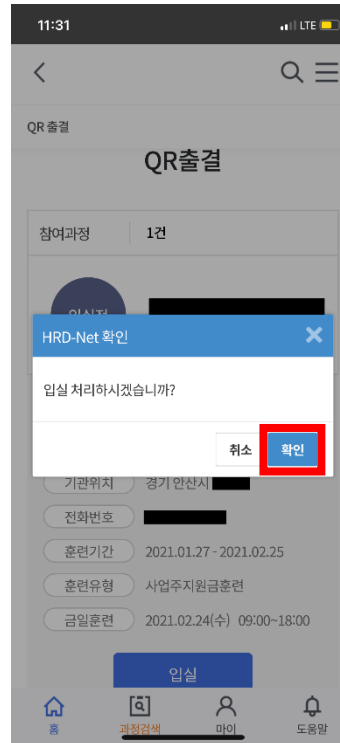 11:31 LTE
QR 출결
QR출결
참여과정 1건
입실전
HRD-Net 확인
입실 처리하시겠습니까?
취소 확인
기관위치 경기 안산시
전화번호
훈련기간 2021.01.27 - 2021.02.25
훈련유형 사업주지원금훈련
금일훈련 2021.02.24(수) 09:00~18:00
입실
홈 과정검색 마이 도움말